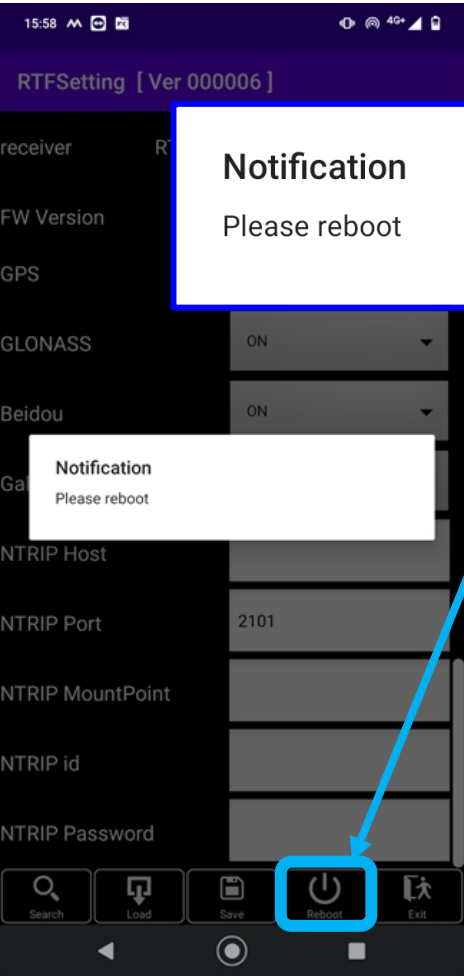 15:58
4G+
RTFSetting [ Ver 000006 ]
receiver
Notification
Please reboot
FW Version
GPS
GLONASS ON
Beidou ON
Notification
Please reboot
NTRIP Host
NTRIP Port 2101
NTRIP MountPoint
NTRIP id
NTRIP Password
Search Load Save Reboot Exit